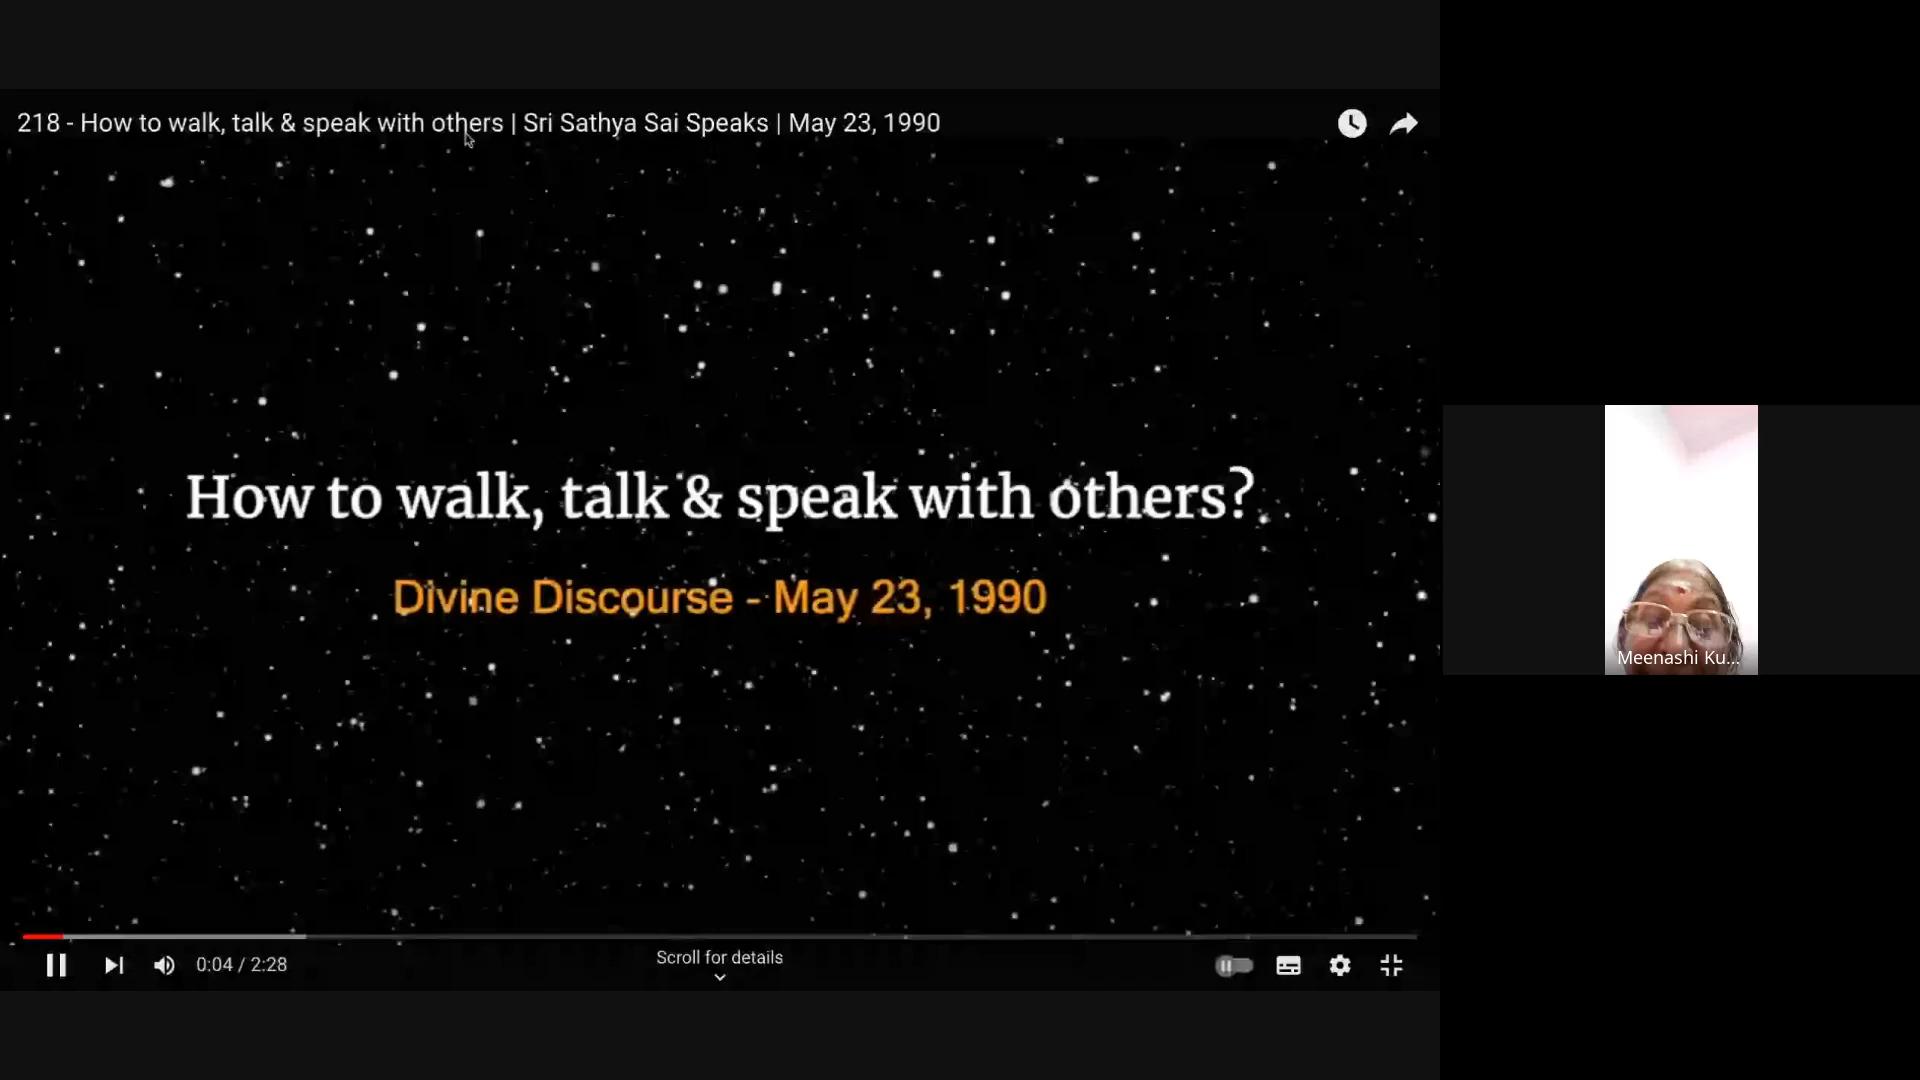 218 - How to walk, talk & speak with others | Sri Sathya Sai Speaks | May 23, 1990
How to walk, talk & speak with others?
Divine Discourse - May 23, 1990
Meenashi Ku...
Scroll for details
0:04 / 2:28